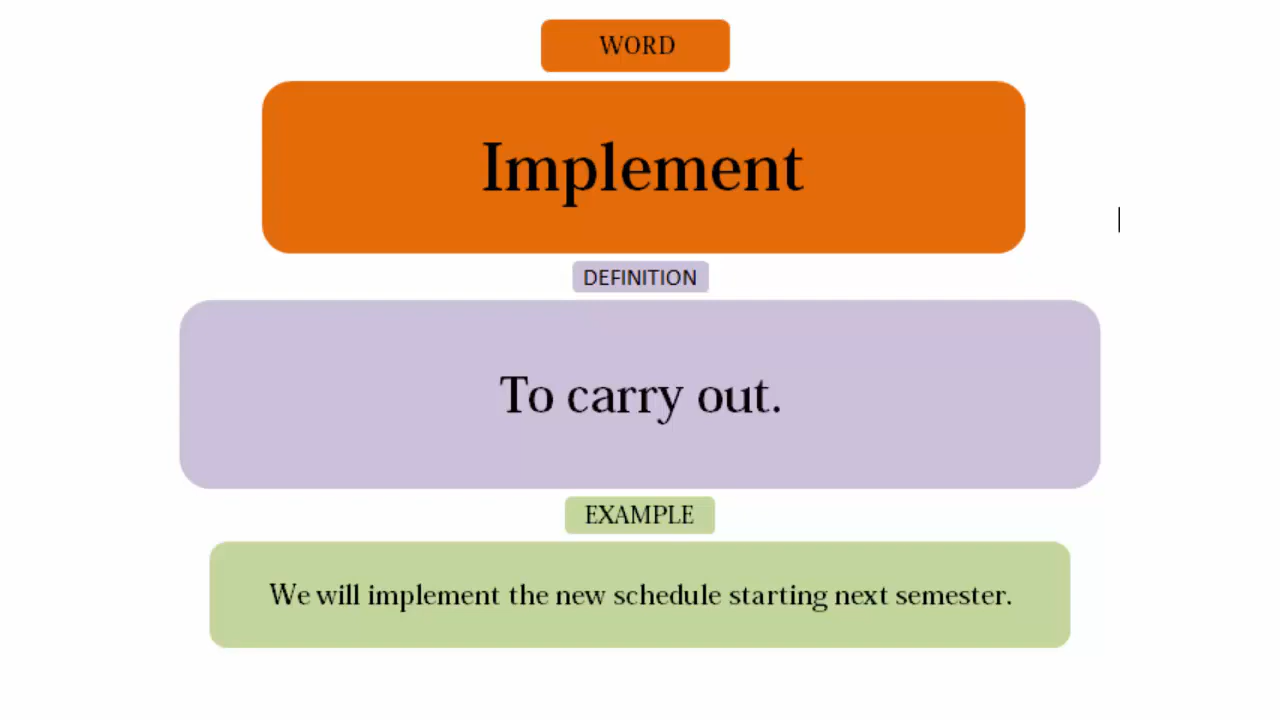 WORD
Implement
DEFINITION
To carry out.
EXAMPLE
We will implement the new schedule starting next semester.